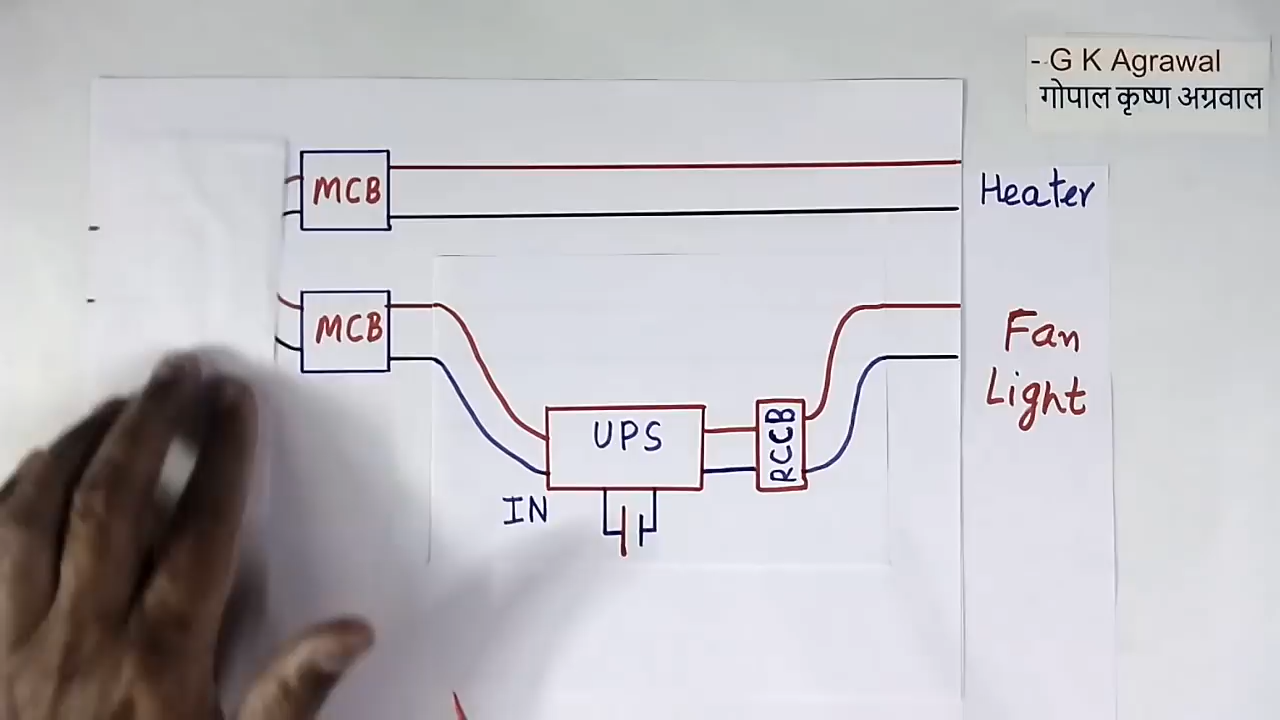 - G K Agrawal
गोपाल कृष्ण अग्रवाल
MCB
Heater
MCB
Fan
Light
UPS
RCCB
IN